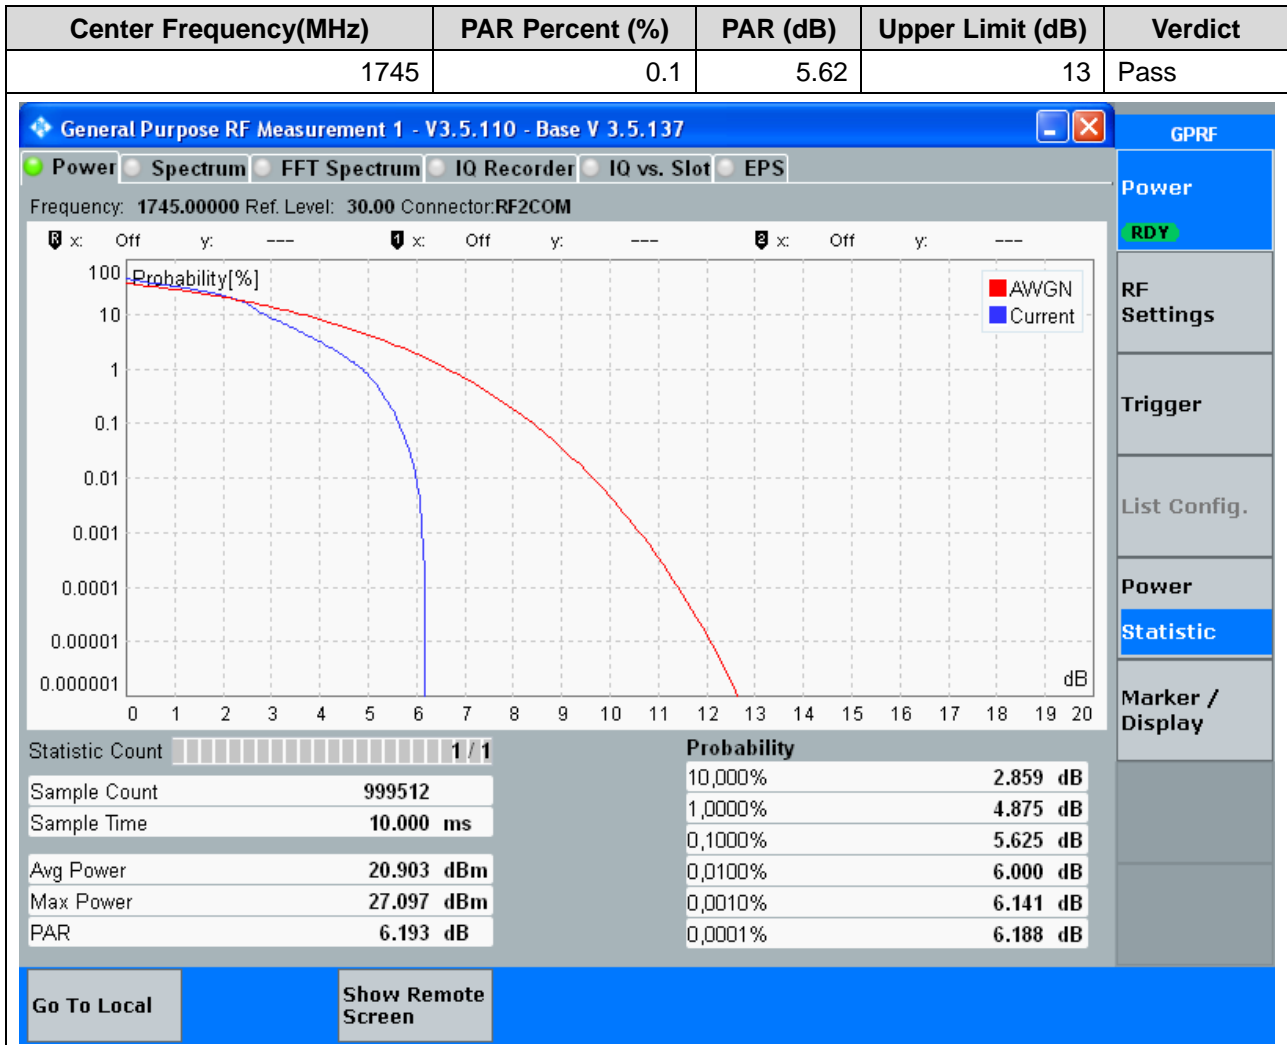 Center Frequency(MHz) PAR Percent (%) PAR (dB) Upper Limit (dB) Verdict
1745 0.1 5.62 13 Pass
General Purpose RF Measurement 1 - V3.5.110 - Base V 3.5.137
GPRF
Power Spectrum FFT Spectrum IQ Recorder IQ vs. Slot EPS
Frequency: 1745.00000 Ref. Level: 30.00 Connector:RF2COM
R x: Off y: --- 1 x: Off y: --- 2 x: Off y: ---
Probability[%]
AWGN
Current
100
10
1
0.1
0.01
0.001
0.0001
0.00001
0.000001
dB
0 1 2 3 4 5 6 7 8 9 10 11 12 13 14 15 16 17 18 19 20
Statistic Count 1 / 1
Sample Count 999512
Sample Time 10.000 ms
Avg Power 20.903 dBm
Max Power 27.097 dBm
PAR 6.193 dB
Probability
10,000% 2.859 dB
1,0000% 4.875 dB
0,1000% 5.625 dB
0,0100% 6.000 dB
0,0010% 6.141 dB
0,0001% 6.188 dB
Power
RDY
RF
Settings
Trigger
List Config.
Power
Statistic
Marker /
Display
Go To Local
Show Remote
Screen